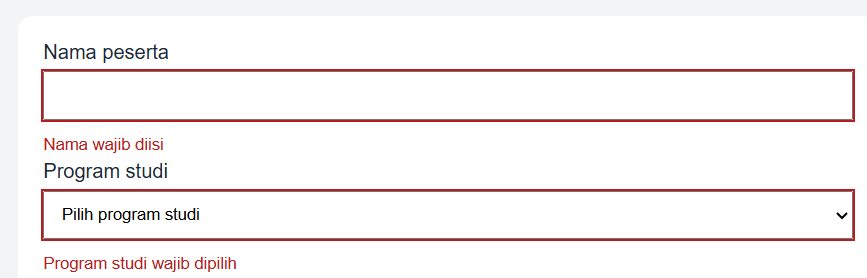 Nama peserta
Nama wajib diisi
Program studi
Pilih program studi
Program studi wajib dipilih